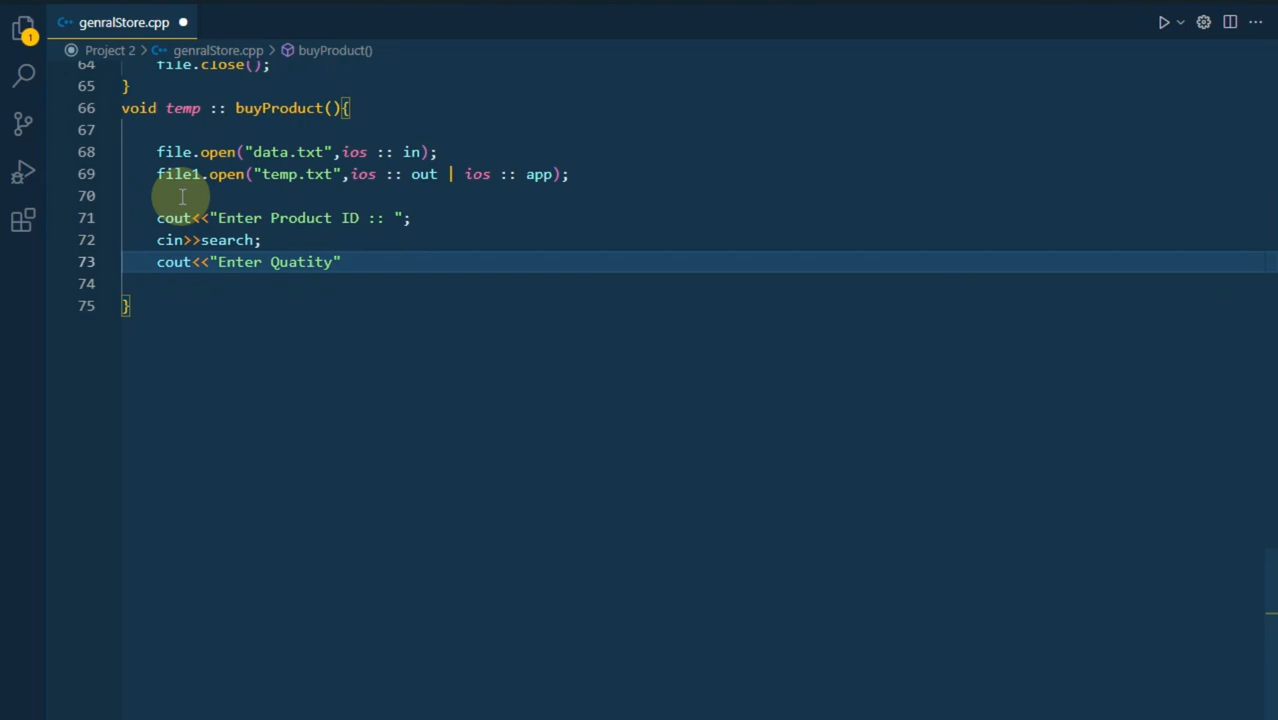 genralStore.cpp
1
Project 2 > genralStore.cpp > buyProduct()
64 file.close();
65 }
66 void temp :: buyProduct(){
67
68 file.open("data.txt",ios :: in);
69 file1.open("temp.txt",ios :: out | ios :: app);
70
71 cout<<"Enter Product ID :: ";
72 cin>>search;
73 cout<<"Enter Quatity"
74
75 }